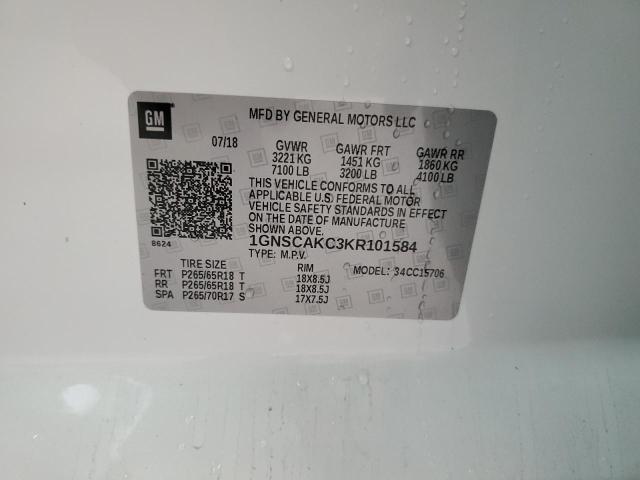 GM
MFD BY GENERAL MOTORS LLC
07/18 GVWR GAWR FRT GAWR RR
3221 KG 1451 KG 1860 KG
7100 LB 3200 LB 4100 LB
THIS VEHICLE CONFORMS TO ALL
APPLICABLE U.S. FEDERAL MOTOR
VEHICLE SAFETY STANDARDS IN EFFECT
ON THE DATE OF MANUFACTURE
SHOWN ABOVE.
8624 1GNSCAKC3KR101584
TYPE: M.P.V.
TIRE SIZE RIM MODEL: 34CC15706
FRT P265/65R18 T 18X8.5J
RR P265/65R18 T 18X8.5J
SPA P265/70R17 S 17X7.5J